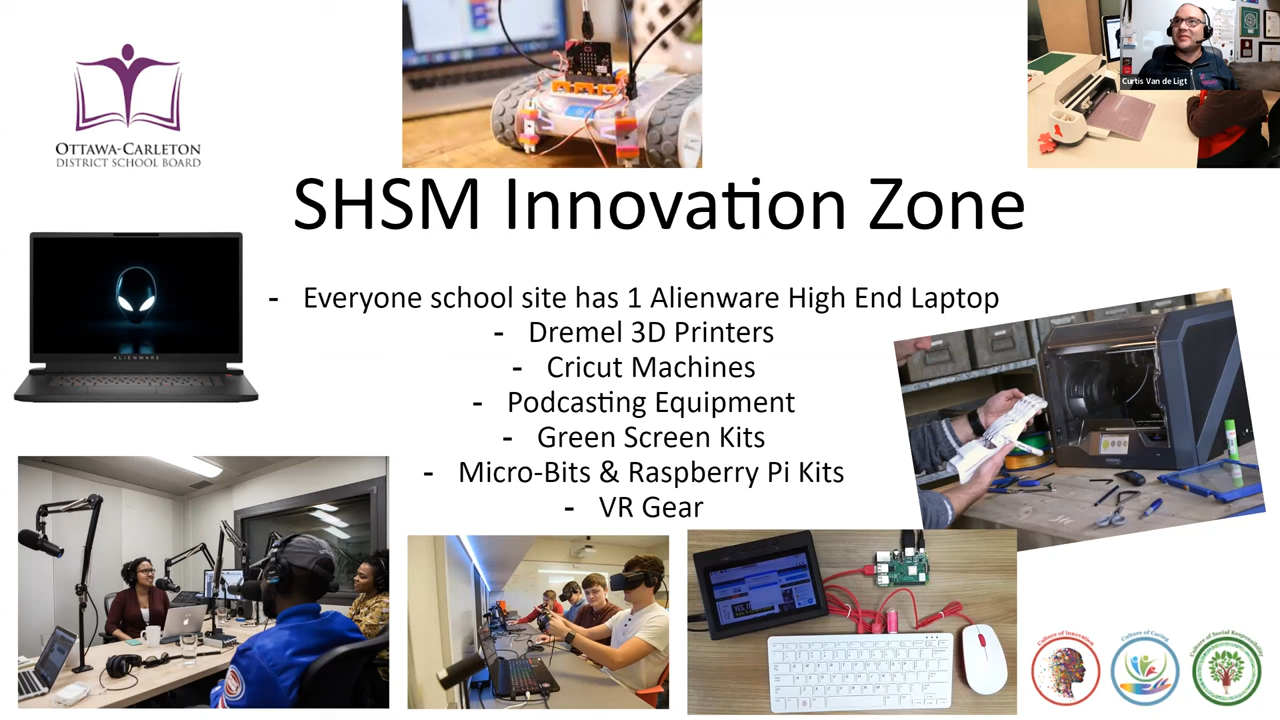 Curtis Van de Ligt
OTTAWA-CARLETON
DISTRICT SCHOOL BOARD
SHSM Innovation Zone
- Everyone school site has 1 Alienware High End Laptop
- Dremel 3D Printers
- Cricut Machines
- Podcasting Equipment
- Green Screen Kits
- Micro-Bits & Raspberry Pi Kits
- VR Gear
ALIENWARE
Culture of Innovation
Culture of Caring
Culture of Social Responsibility